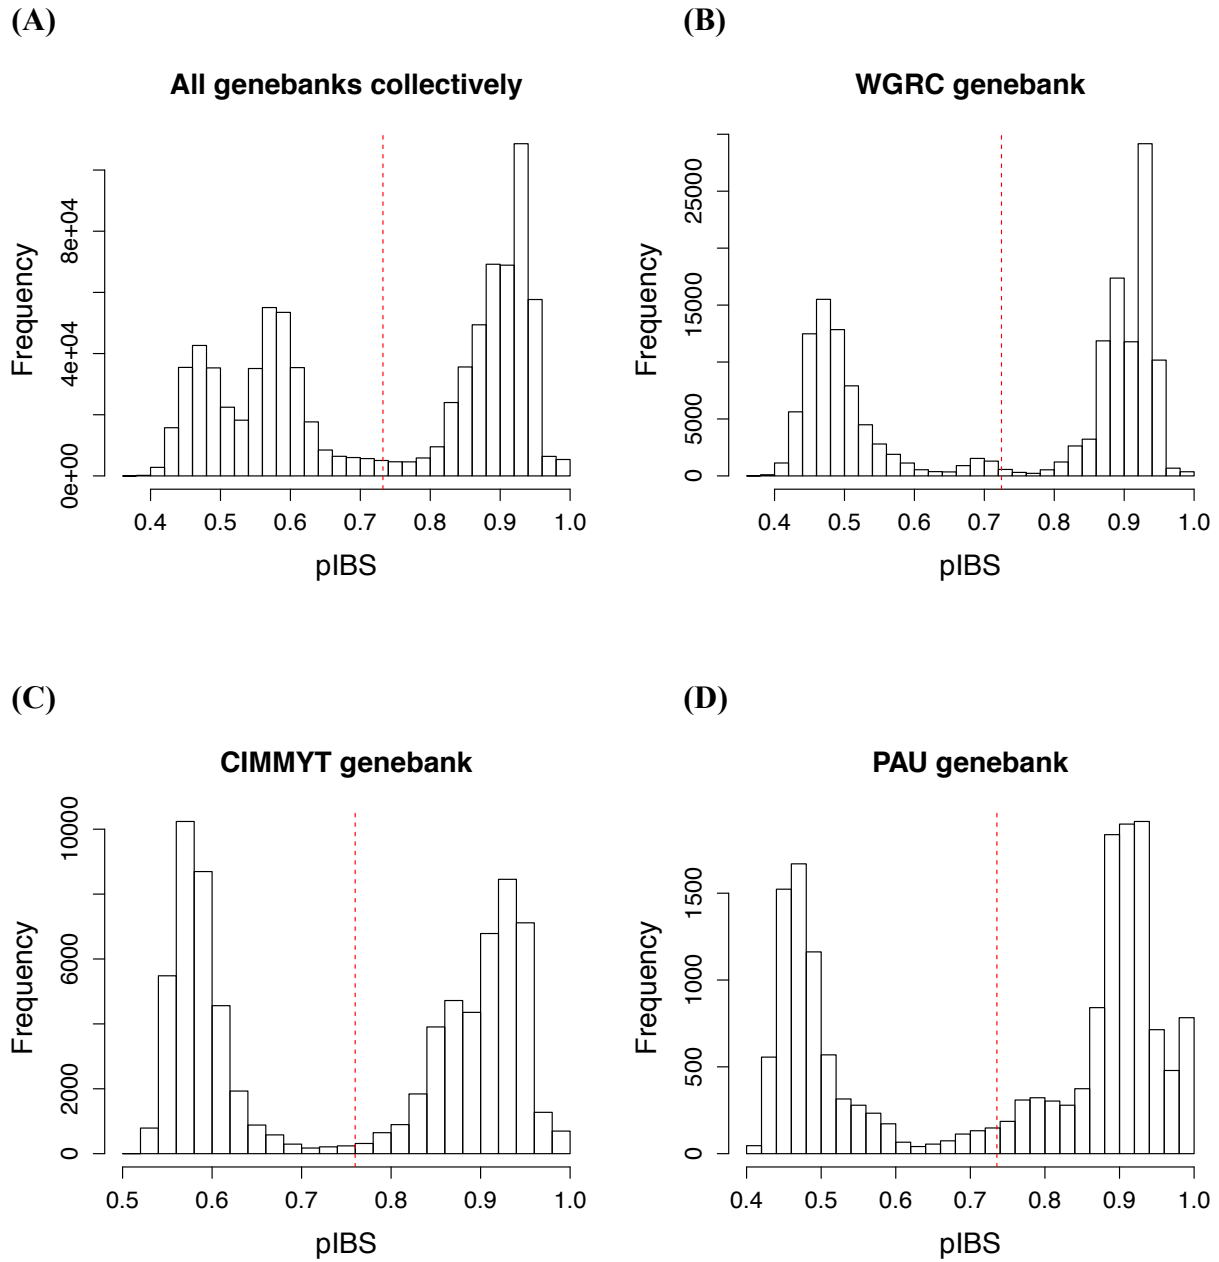 (A)
All genebanks collectively
Frequency
0e+00 4e+04 8e+04
0.4 0.5 0.6 0.7 0.8 0.9 1.0
pIBS
(B)
WGRC genebank
Frequency
0 5000 15000 25000
0.4 0.5 0.6 0.7 0.8 0.9 1.0
pIBS
(C)
CIMMYT genebank
Frequency
0 2000 6000 10000
0.5 0.6 0.7 0.8 0.9 1.0
pIBS
(D)
PAU genebank
Frequency
0 500 1000 1500
0.4 0.5 0.6 0.7 0.8 0.9 1.0
pIBS